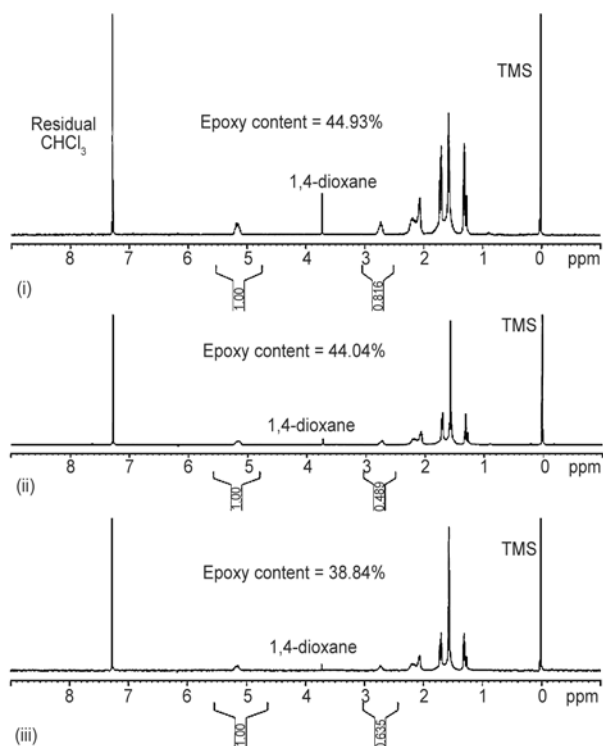 TMS
Residual
CHCl3
Epoxy content = 44.93%
1,4-dioxane
8 7 6 5 4 3 2 1 0 ppm
(i)
1.00
0.816
TMS
Epoxy content = 44.04%
1,4-dioxane
8 7 6 5 4 3 2 1 0 ppm
(ii)
1.00
0.489
TMS
Epoxy content = 38.84%
1,4-dioxane
8 7 6 5 4 3 2 1 0 ppm
(iii)
1.00
0.635